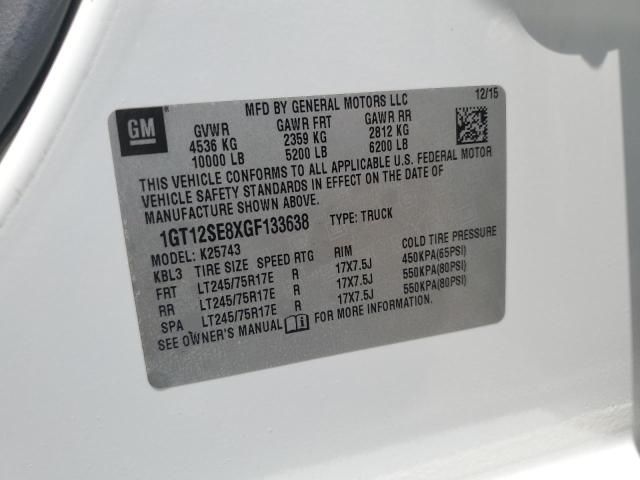 MFD BY GENERAL MOTORS LLC 12/15
GM
GVWR GAWR FRT GAWR RR
4536 KG 2359 KG 2812 KG
10000 LB 5200 LB 6200 LB
THIS VEHICLE CONFORMS TO ALL APPLICABLE U.S. FEDERAL MOTOR
VEHICLE SAFETY STANDARDS IN EFFECT ON THE DATE OF
MANUFACTURE SHOWN ABOVE.
1GT12SE8XGF133638 TYPE: TRUCK
MODEL: K25743
KBL3 TIRE SIZE SPEED RTG RIM COLD TIRE PRESSURE
FRT LT245/75R17E R 17X7.5J 450KPA(65PSI)
RR LT245/75R17E R 17X7.5J 550KPA(80PSI)
SPA LT245/75R17E R 17X7.5J 550KPA(80PSI)
SEE OWNER'S MANUAL FOR MORE INFORMATION.